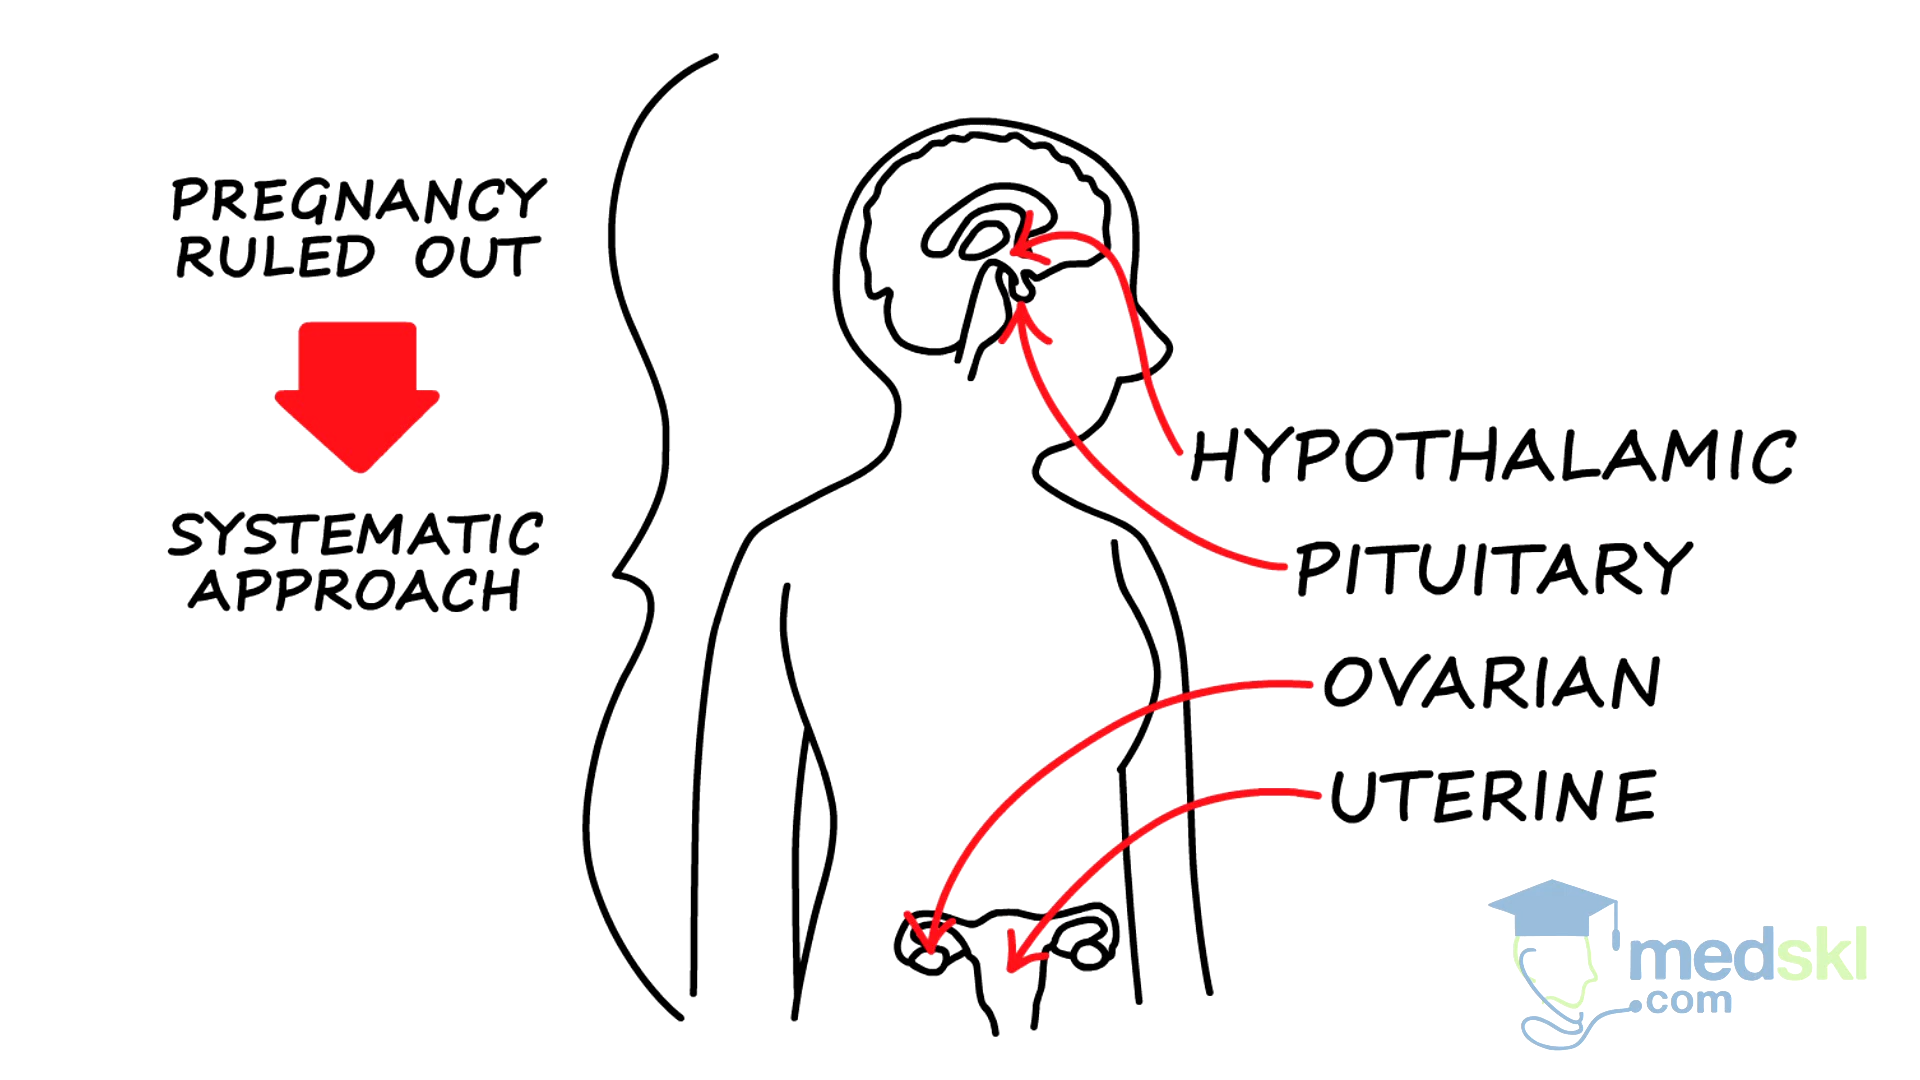 PREGNANCY
RULED OUT
SYSTEMATIC
APPROACH
HYPOTHALAMIC
PITUITARY
OVARIAN
UTERINE
medskl
.com